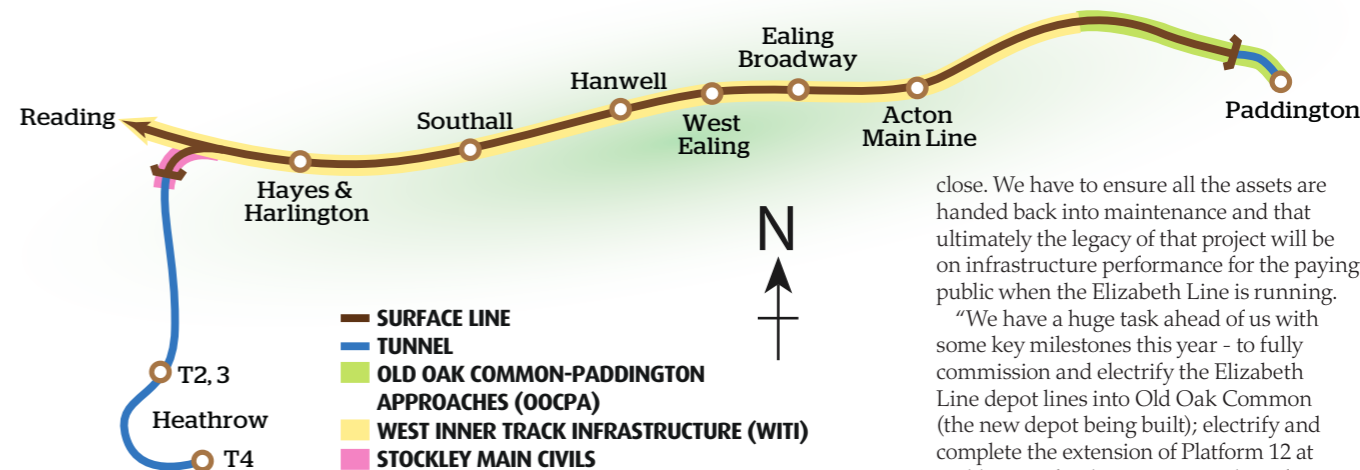 Reading
Hayes &
Harlington
Southall
Hanwell
West
Ealing
Ealing
Broadway
Acton
Main Line
Paddington
T2, 3
Heathrow
T4
N
SURFACE LINE
TUNNEL
OLD OAK COMMON-PADDINGTON
APPROACHES (OOCPA)
WEST INNER TRACK INFRASTRUCTURE (WITI)
STOCKLEY MAIN CIVILS
close. We have to ensure all the assets are
handed back into maintenance and that
ultimately the legacy of that project will be
on infrastructure performance for the paying
public when the Elizabeth Line is running.
“We have a huge task ahead of us with
some key milestones this year - to fully
commission and electrify the Elizabeth
Line depot lines into Old Oak Common
(the new depot being built); electrify and
complete the extension of Platform 12 at